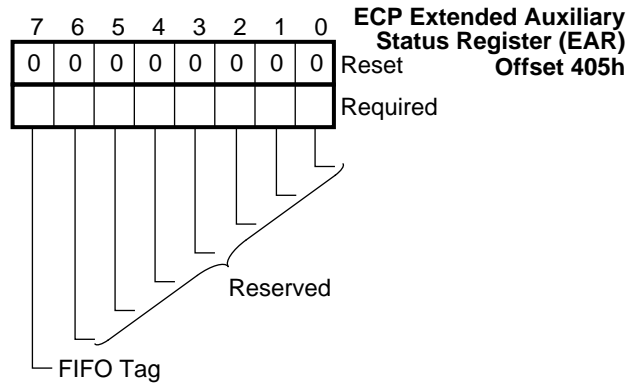 7 6 5 4 3 2 1 0
ECP Extended Auxiliary
Status Register (EAR)
Offset 405h
0 0 0 0 0 0 0 0 Reset
Required
Reserved
FIFO Tag